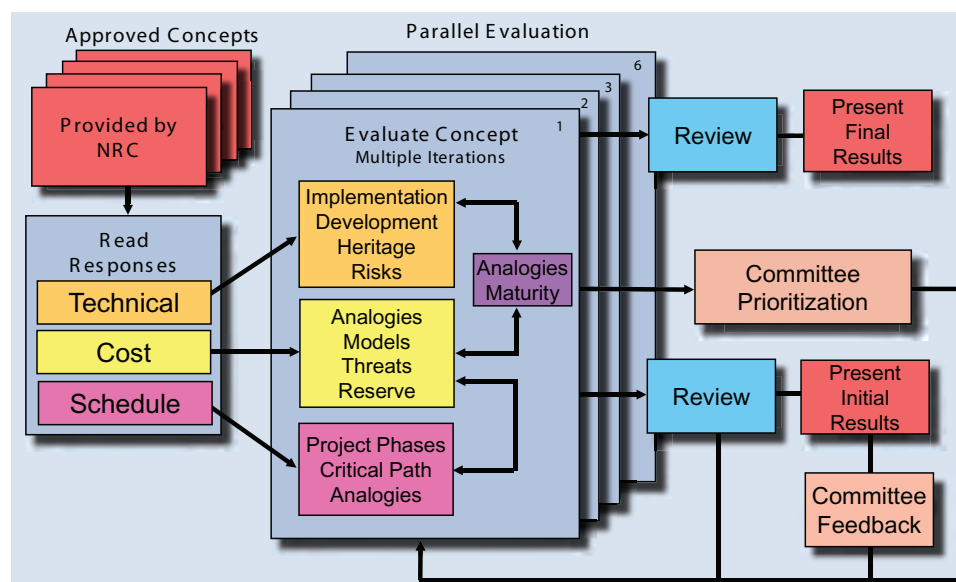 Approved Concepts
Provided by
NRC
Read
Responses
Technical
Cost
Schedule
Parallel Evaluation
6
3
2
1
Evaluate Concept
Multiple Iterations
Implementation
Development
Heritage
Risks
Analogies
Maturity
Analogies
Models
Threats
Reserve
Project Phases
Critical Path
Analogies
Review
Present
Final
Results
Committee
Prioritization
Review
Present
Initial
Results
Committee
Feedback